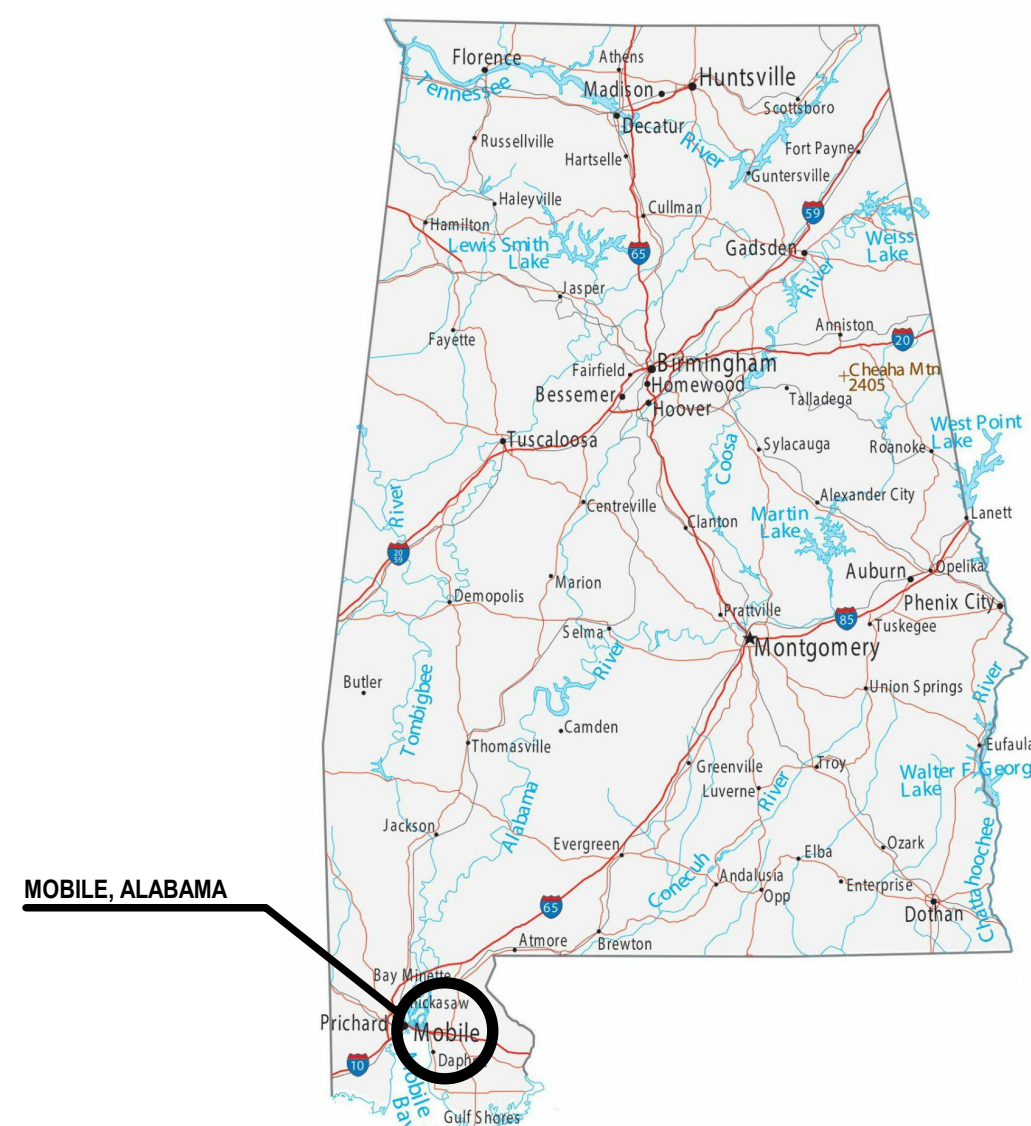 Florence
Athens
Huntsville
Tennessee
Madison
Scottsboro
Decatur
Russellville
River
Fort Payne
Hartselle
Guntersville
Haleyville
Cullman
59
Hamilton
Lewis Smith
Lake
65
Gadsden
Weiss
Lake
River
Jasper
Fayette
Anniston
20
Fairfield
Birmingham
Cheaha Mtn
2405
Homewood
Bessemer
Hoover
Talladega
West Point
Lake
Tuscaloosa
Coosa
Sylacauga
Roanoke
River
Centreville
Alexander City
Martin
Lake
Clanton
Lanett
20
59
Auburn
Opelika
Marion
Demopolis
Prattville
Phenix City
85
Selma
Tuskegee
Montgomery
River
Butler
Union Springs
River
Tombigbee
Camden
Thomasville
Eufaula
Greenville
Troy
Walter F. Georg
Lake
Luverne
River
Alabama
Jackson
Evergreen
Ozark
Elba
Conecuh
Andalusia
Enterprise
Opp
Chattahoochee
MOBILE, ALABAMA
65
Dothan
Atmore
Brewton
Bay Minette
hickasaw
Prichard
Mobile
10
Daph
Mobile
Bay
Gulf Shores